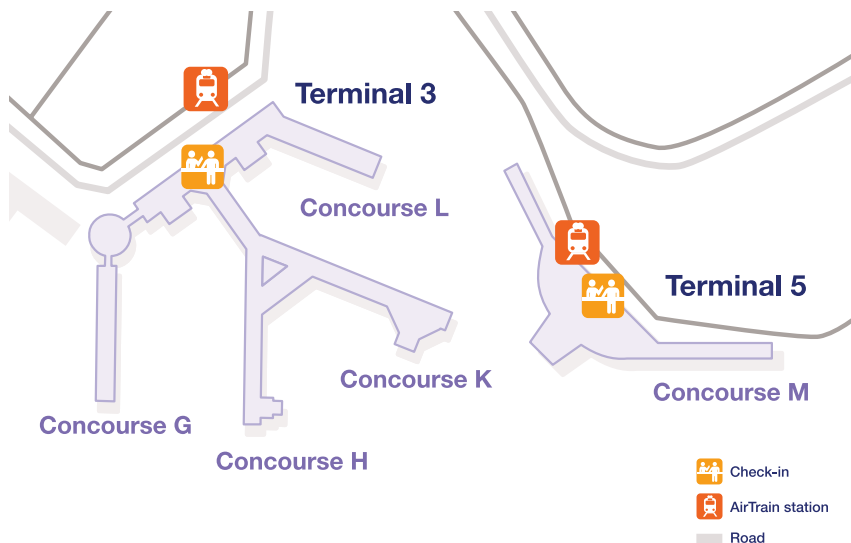 Terminal 3
Concourse L
Terminal 5
Concourse K
Concourse M
Concourse G
Concourse H
Check-in
AirTrain station
Road